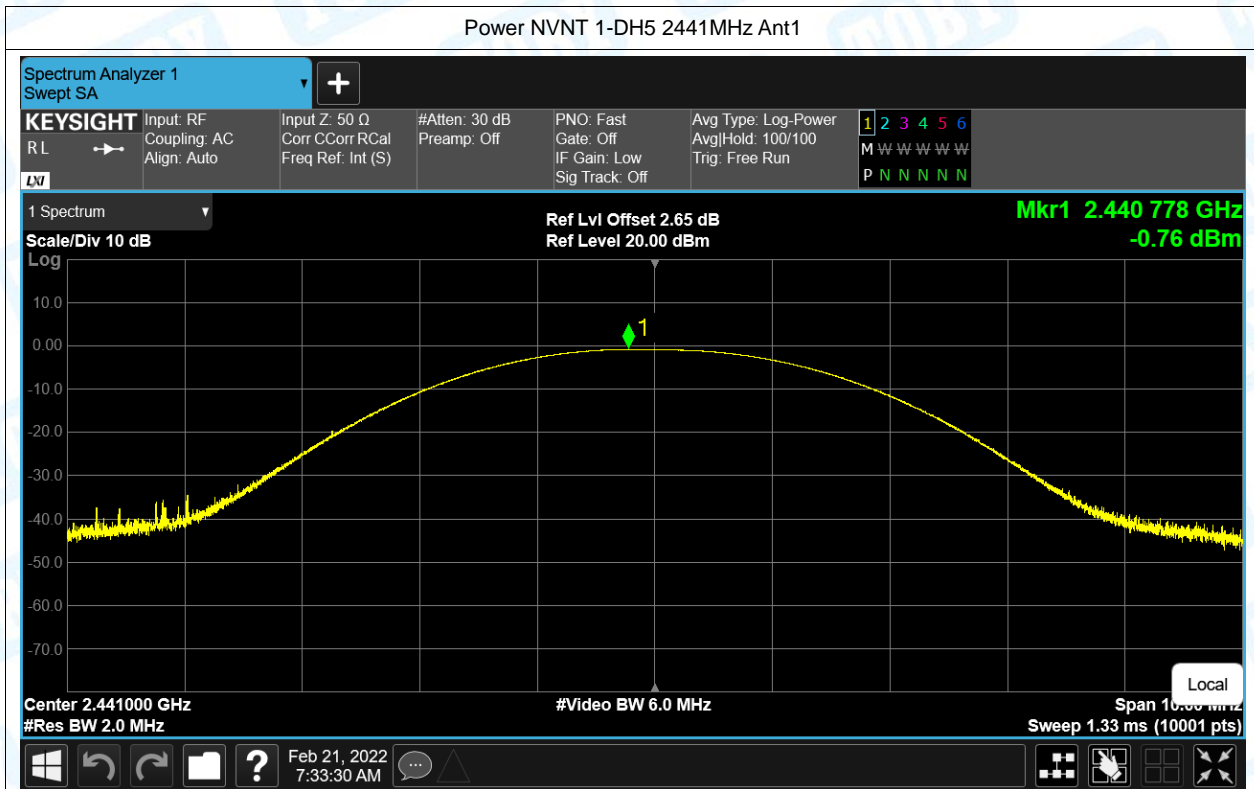 Power NVNT 1-DH5 2441MHz Ant1
Spectrum Analyzer 1
Swept SA
KEYSIGHT
R L
LXI
Input: RF
Coupling: AC
Align: Auto
Input Z: 50 Ω
Corr CCorr RCal
Freq Ref: Int (S)
#Atten: 30 dB
Preamp: Off
PNO: Fast
Gate: Off
IF Gain: Low
Sig Track: Off
Avg Type: Log-Power
Avg|Hold: 100/100
Trig: Free Run
1 2 3 4 5 6
M W W W W W
P N N N N N
1 Spectrum
Scale/Div 10 dB
Log
Ref Lvl Offset 2.65 dB
Ref Level 20.00 dBm
Mkr1 2.440 778 GHz
-0.76 dBm
1
10.0
0.00
-10.0
-20.0
-30.0
-40.0
-50.0
-60.0
-70.0
Local
Center 2.441000 GHz
#Res BW 2.0 MHz
#Video BW 6.0 MHz
Span 10.00 MHz
Sweep 1.33 ms (10001 pts)
?
Feb 21, 2022
7:33:30 AM
TOBY